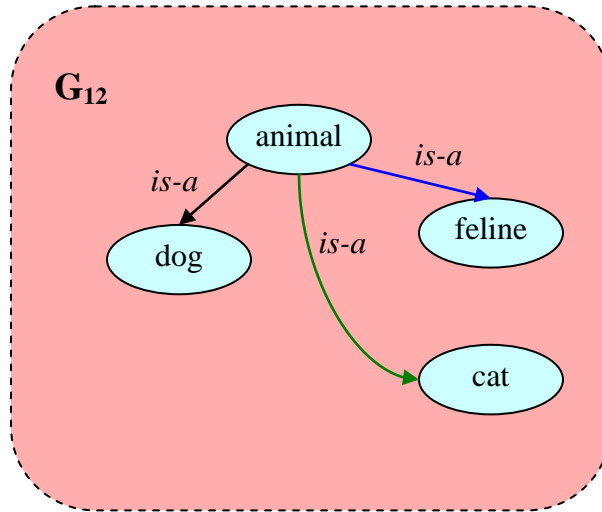 G₁₂
animal
is-a
is-a
feline
is-a
dog
cat